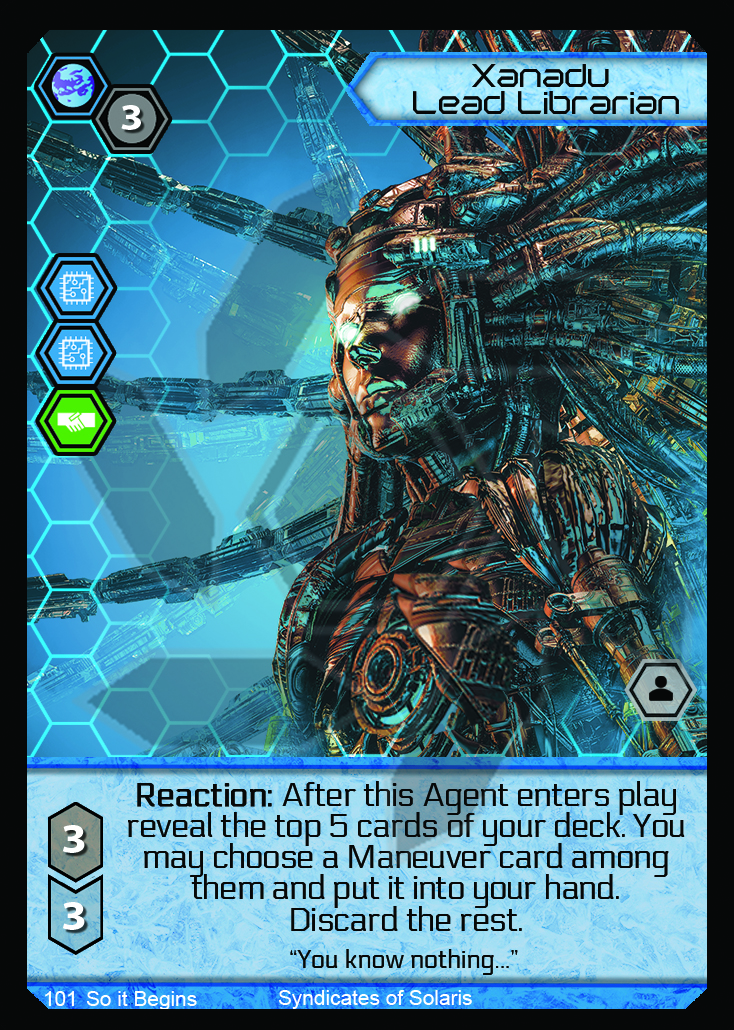 Xanadu
Lead Librarian
3
Reaction: After this Agent enters play
reveal the top 5 cards of your deck. You
may choose a Maneuver card among
them and put it into your hand.
Discard the rest.
3
3
“You know nothing...”
101 So it Begins
Syndicates of Solaris